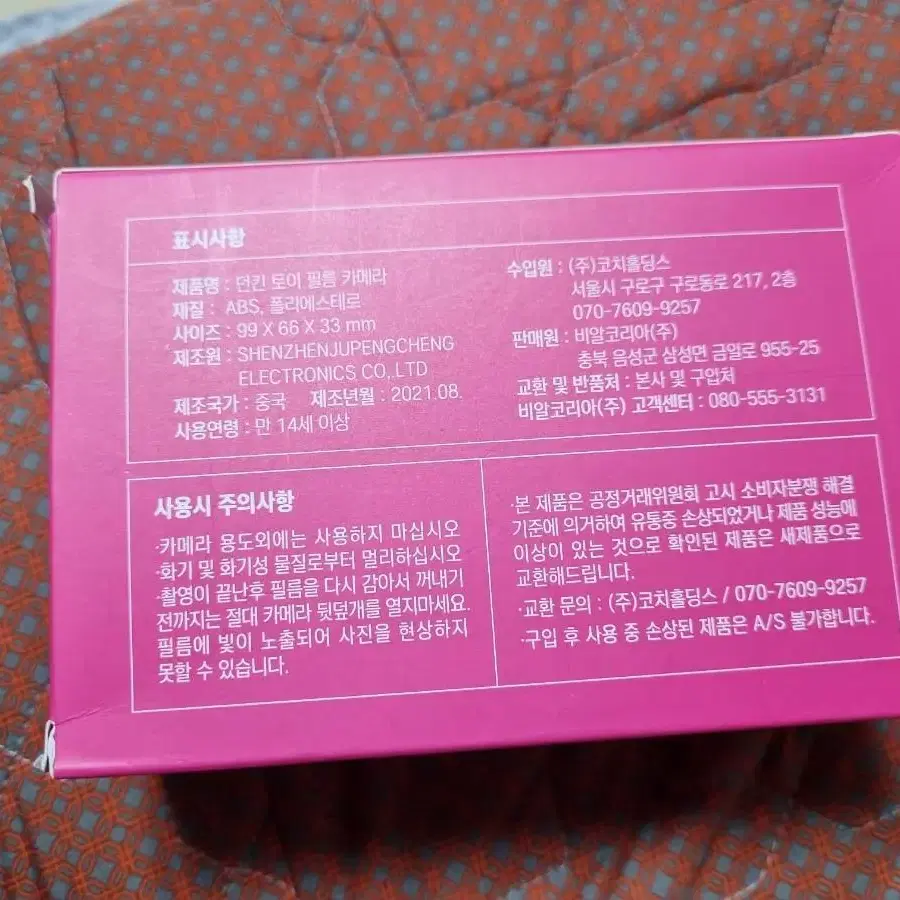 표시사항
제품명 : 던킨 토이 필름 카메라
재질 : ABS, 폴리에스테로
사이즈 : 99 X 66 X 33 mm
제조원 : SHENZHENJUPENGCHENG
ELECTRONICS CO,.LTD
제조국가 : 중국 제조년월 : 2021.08.
사용연령 : 만 14세 이상
수입원 : (주)코치홀딩스
서울시 구로구 구로동로 217, 2층
070-7609-9257
판매원 : 비알코리아(주)
충북 음성군 삼성면 금일로 955-25
교환 및 반품처 : 본사 및 구입처
비알코리아(주) 고객센터 : 080-555-3131
사용시 주의사항
·카메라 용도외에는 사용하지 마십시오
·화기 및 화기성 물질로부터 멀리하십시오
·촬영이 끝난후 필름을 다시 감아서 꺼내기
전까지는 절대 카메라 뒷덮개를 열지마세요.
필름에 빛이 노출되어 사진을 현상하지
못할 수 있습니다.
·본 제품은 공정거래위원회 고시 소비자분쟁 해결
기준에 의거하여 유통중 손상되었거나 제품 성능에
이상이 있는 것으로 확인된 제품은 새제품으로
교환해드립니다.
·교환 문의 : (주)코치홀딩스 / 070-7609-9257
·구입 후 사용 중 손상된 제품은 A/S 불가합니다.